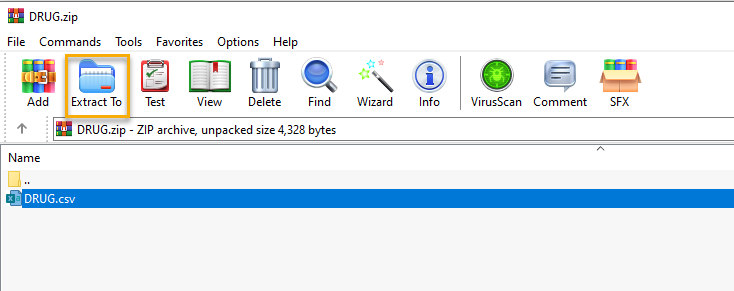 DRUG.zip
File Commands Tools Favorites Options Help
Add Extract To Test View Delete Find Wizard Info VirusScan Comment SFX
DRUG.zip - ZIP archive, unpacked size 4,328 bytes
Name
..
DRUG.csv